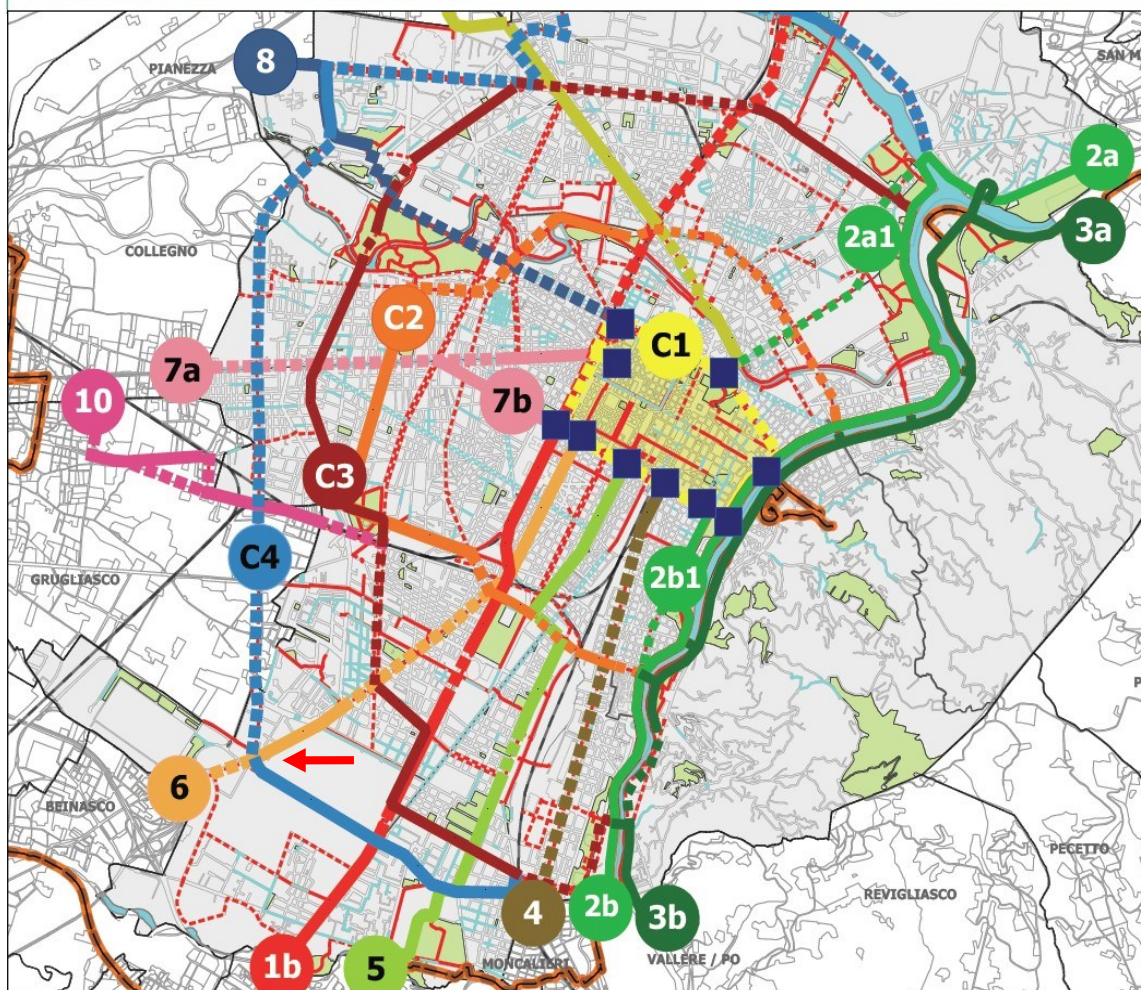 8
PIANEZZA
SAN M
2a
2a1
3a
COLLEGNO
C2
C1
7a
7b
10
C3
C4
GRUGLIASCO
2b1
6
BEINASCO
PECETTO
REVIGLIASCO
4
2b
3b
1b
5
MONCALIERI
VALLERE / PO
P